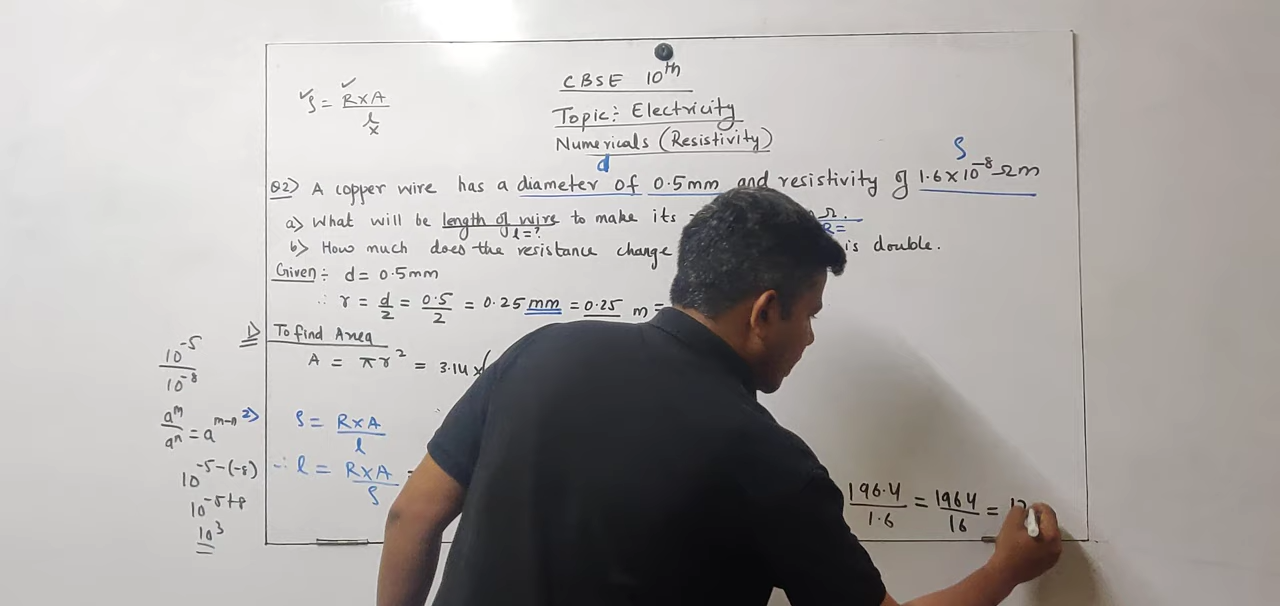 ρ = R×A / l
x
CBSE 10th
Topic: Electricity
Numericals (Resistivity)
d
ρ
Q2> A copper wire has a diameter of 0.5mm and resistivity of 1.6×10⁻⁸ Ωm
a> What will be length of wire to make its Ω.
l=? R=
b> How much does the resistance change is double.
Given:- d = 0.5mm
∴ r = d/2 = 0.5/2 = 0.25 mm = 0.25 m =
1> To find Area
A = πr² = 3.14×(
10⁻⁵ / 10⁻⁸
aᵐ / aⁿ = aᵐ⁻ⁿ
10⁻⁵⁻⁽⁻⁸⁾
10⁻⁵⁺⁸
10³
2> ρ = R×A / l
∴ l = R×A / ρ =
196.4 / 1.6 = 1964 / 16 =